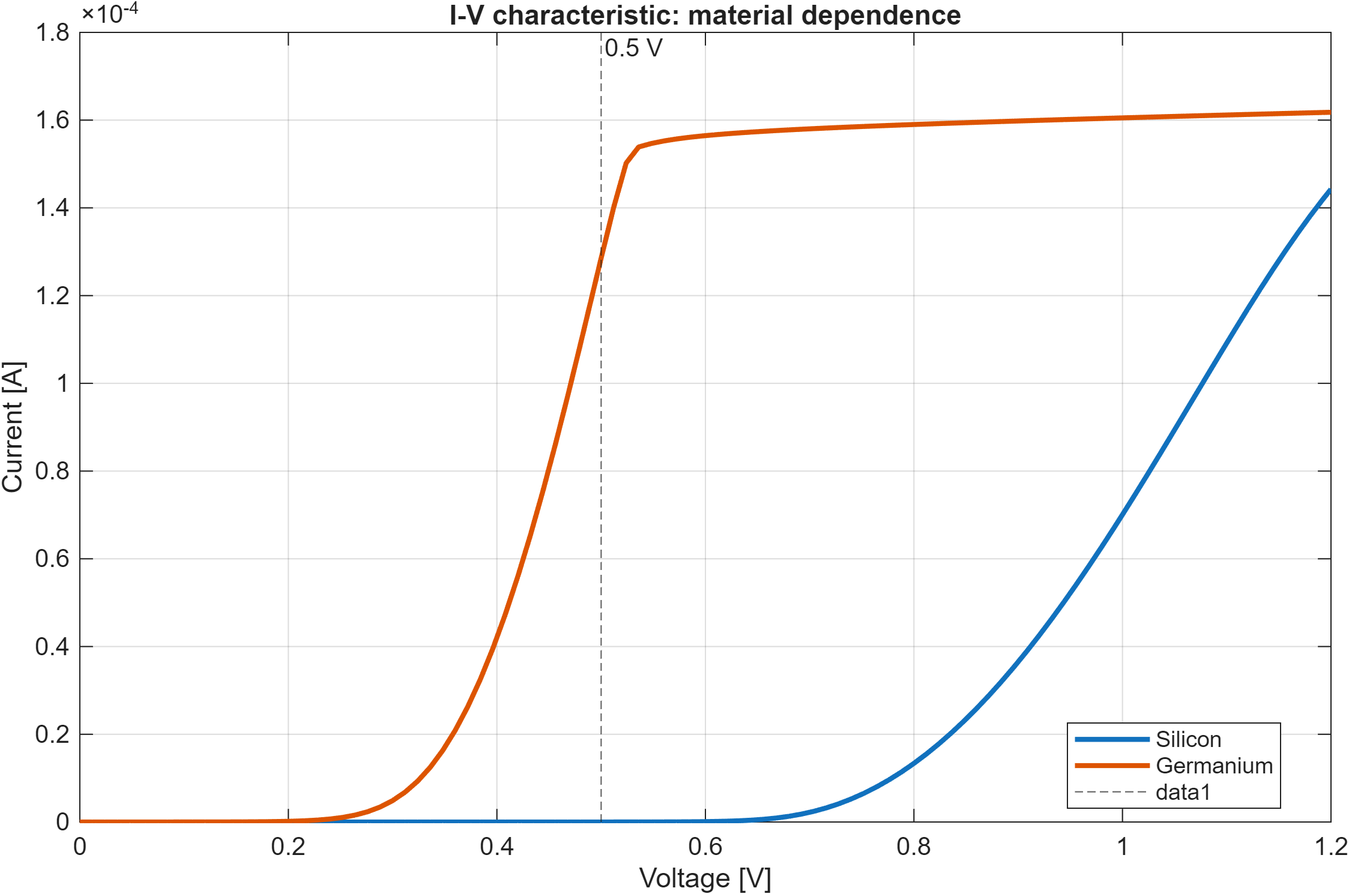 I-V characteristic: material dependence
×10-4
1.8
1.6
1.4
1.2
1
0.8
0.6
0.4
0.2
0
0.5 V
Current [A]
Silicon
Germanium
data1
0 0.2 0.4 0.6 0.8 1 1.2
Voltage [V]